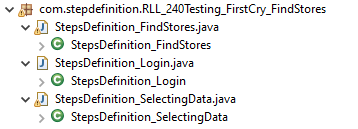 com.stepdefinition.RLL_240Testing_FirstCry_FindStores
StepsDefinition_FindStores.java
StepsDefinition_FindStores
StepsDefinition_Login.java
StepsDefinition_Login
StepsDefinition_SelectingData.java
StepsDefinition_SelectingData